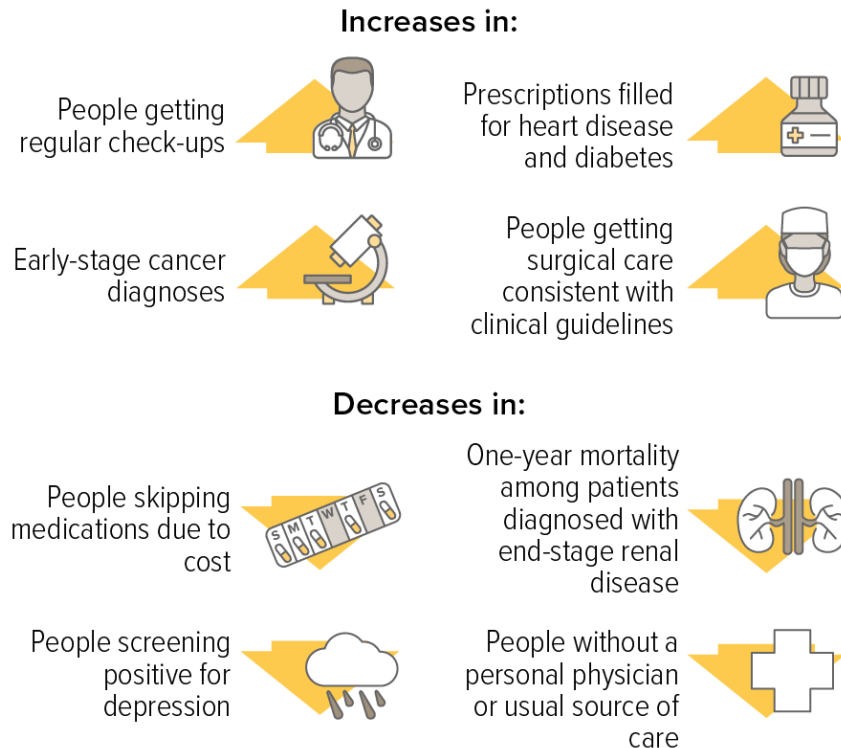 Increases in:
People getting
regular check-ups
Prescriptions filled
for heart disease
and diabetes
Early-stage cancer
diagnoses
People getting
surgical care
consistent with
clinical guidelines
Decreases in:
People skipping
medications due to
cost
S M T W T F S
One-year mortality
among patients
diagnosed with
end-stage renal
disease
People screening
positive for
depression
People without a
personal physician
or usual source of
care